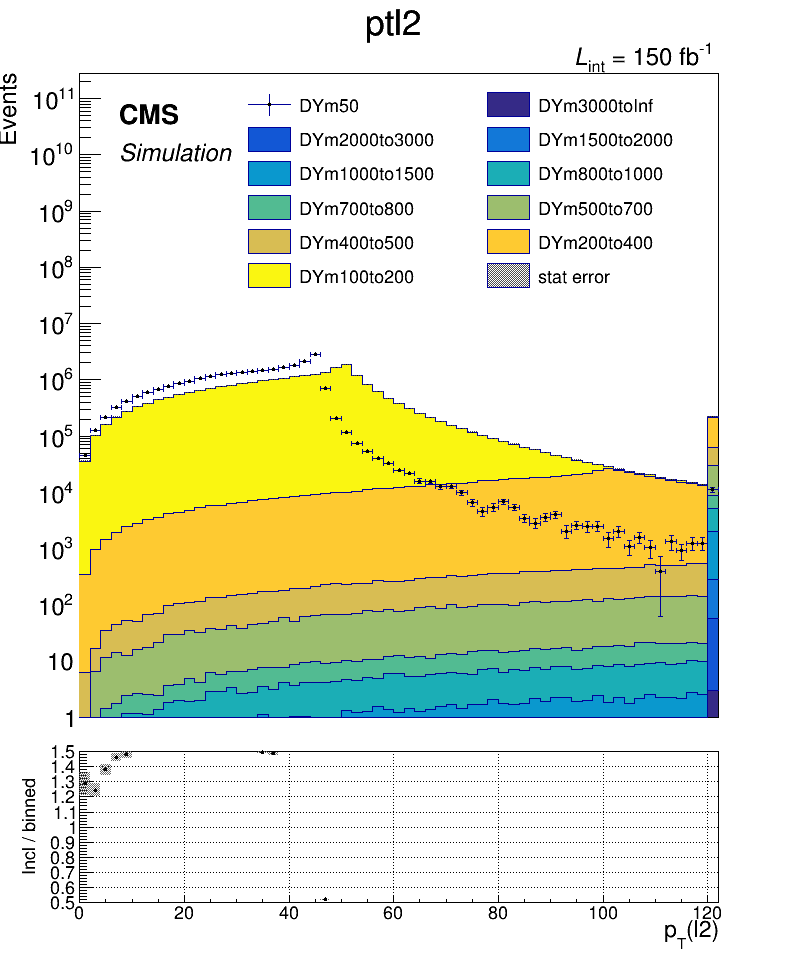 ptl2
L_int = 150 fb^-1
Events
CMS
Simulation
DYm50
DYm3000toInf
DYm2000to3000
DYm1500to2000
DYm1000to1500
DYm800to1000
DYm700to800
DYm500to700
DYm400to500
DYm200to400
DYm100to200
stat error
10^11
10^10
10^9
10^8
10^7
10^6
10^5
10^4
10^3
10^2
10
1
Incl / binned
1.5
1.4
1.3
1.2
1.1
1
0.9
0.8
0.7
0.6
0.5
0 20 40 60 80 100 120
p_T(l2)